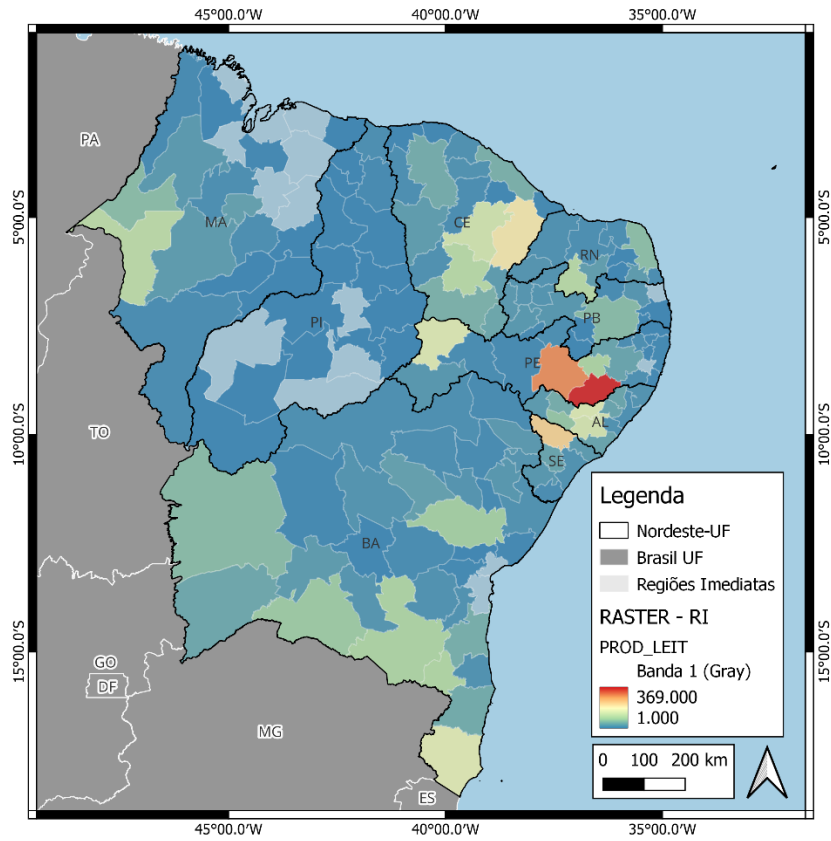 45°00.0'W 40°00.0'W 35°00.0'W
PA
5°00.0'S
MA
CE
5°00.0'S
RN
PI
PB
PE
TO
10°00.0'S
AL
10°00.0'S
SE
BA
Legenda
Nordeste-UF
Brasil UF
Regiões Imediatas
RASTER - RI
PROD_LEIT
Banda 1 (Gray)
369.000
1.000
15°00.0'S
15°00.0'S
GO
DF
MG
0 100 200 km
ES
45°00.0'W 40°00.0'W 35°00.0'W